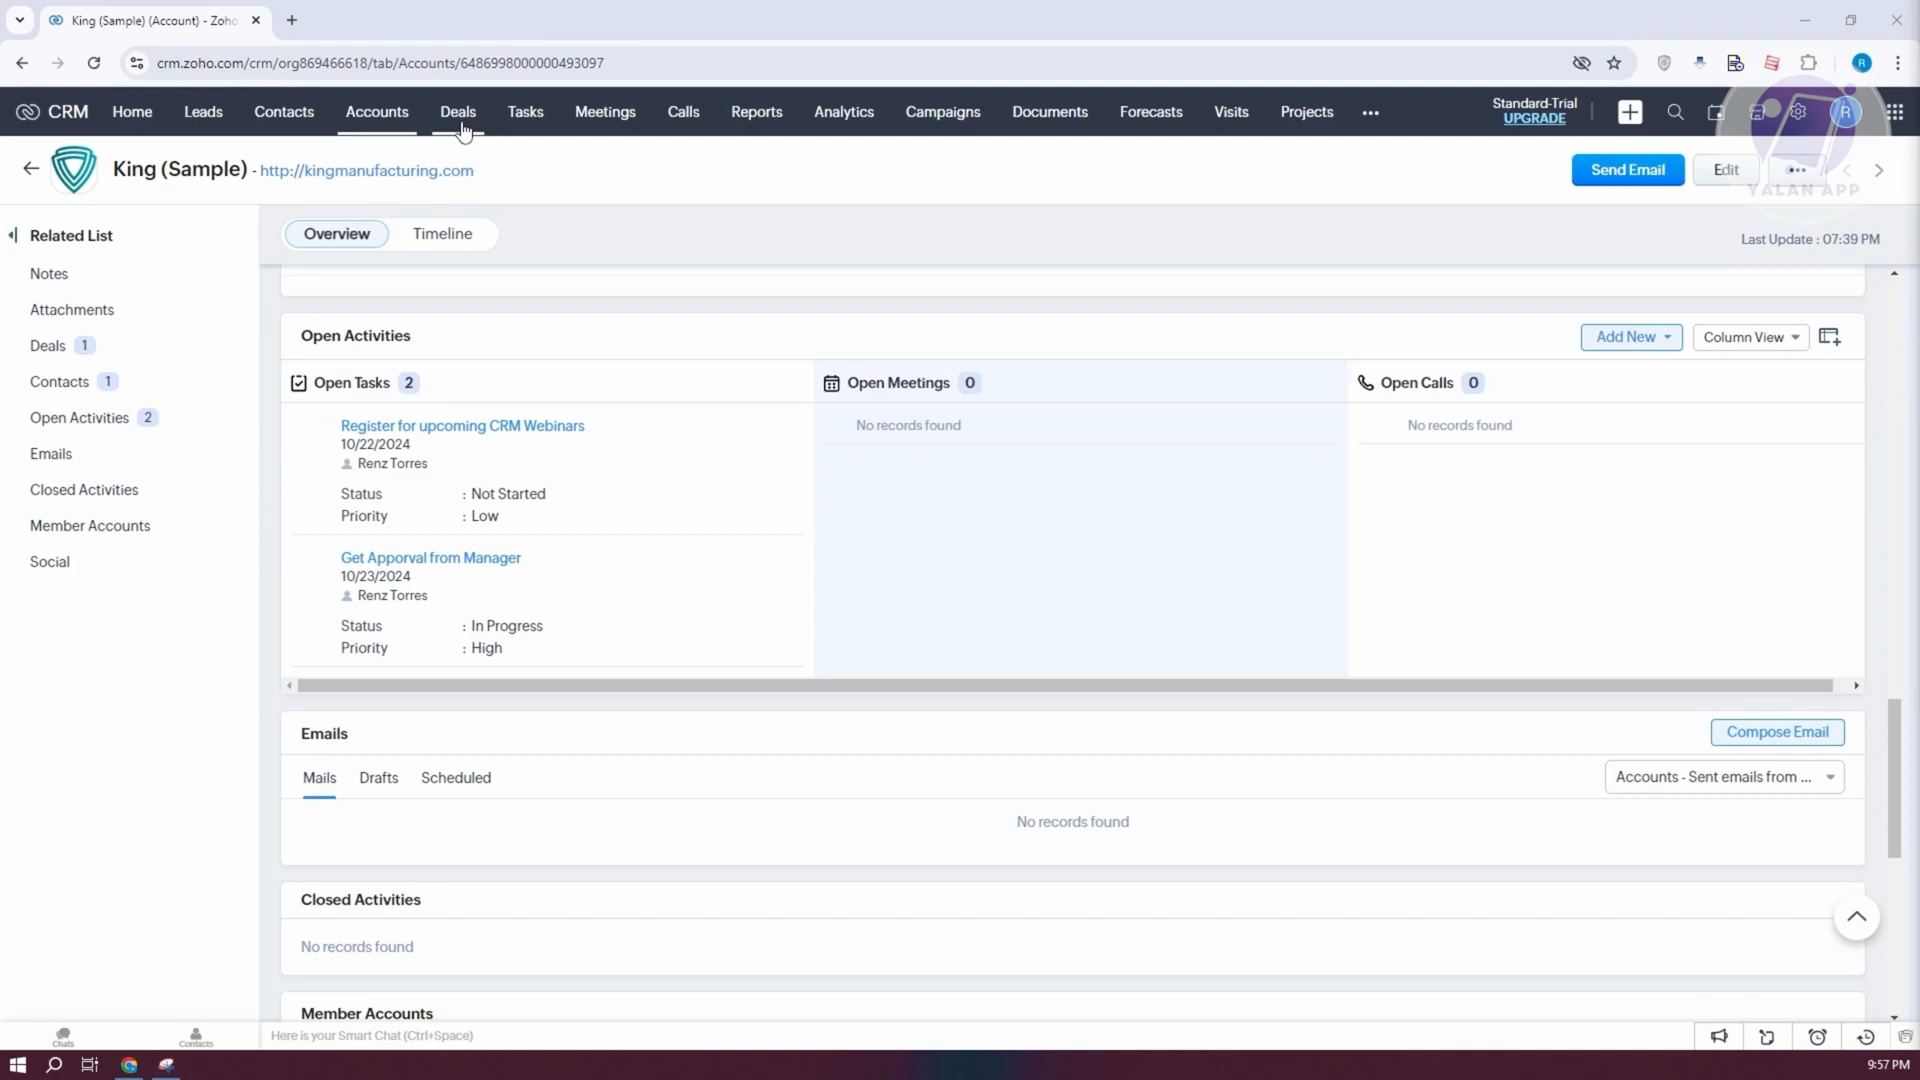 King (Sample) (Account) - Zoho
crm.zoho.com/crm/org869466618/tab/Accounts/6486998000000493097
R
CRM Home Leads Contacts Accounts Deals Tasks Meetings Calls Reports Analytics Campaigns Documents Forecasts Visits Projects
Standard-Trial
UPGRADE
R
King (Sample) - http://kingmanufacturing.com
Send Email Edit
YALAN APP
Related List
Overview Timeline
Last Update : 07:39 PM
Notes
Attachments
Deals 1
Contacts 1
Open Activities 2
Emails
Closed Activities
Member Accounts
Social
Open Activities
Add New Column View
Open Tasks 2
Open Meetings 0
Open Calls 0
Register for upcoming CRM Webinars
10/22/2024
Renz Torres
Status : Not Started
Priority : Low
No records found
No records found
Get Apporval from Manager
10/23/2024
Renz Torres
Status : In Progress
Priority : High
Emails
Compose Email
Mails Drafts Scheduled
Accounts - Sent emails from ...
No records found
Closed Activities
No records found
Member Accounts
Chats
Contacts
Here is your Smart Chat (Ctrl+Space)
9:57 PM